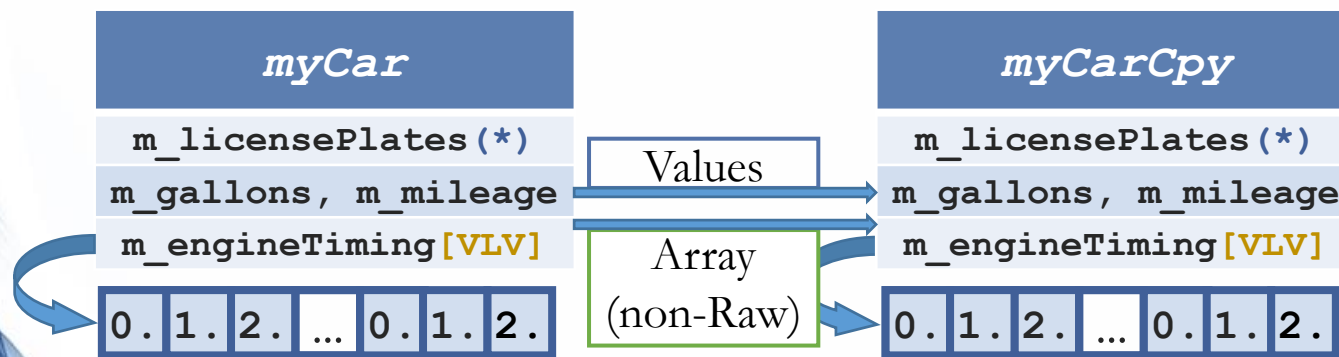 myCar
m_licensePlates(*)
m_gallons, m_mileage
m_engineTiming[VLV]
0. 1. 2. … 0. 1. 2.
Values
Array
(non-Raw)
myCarCpy
m_licensePlates(*)
m_gallons, m_mileage
m_engineTiming[VLV]
0. 1. 2. … 0. 1. 2.